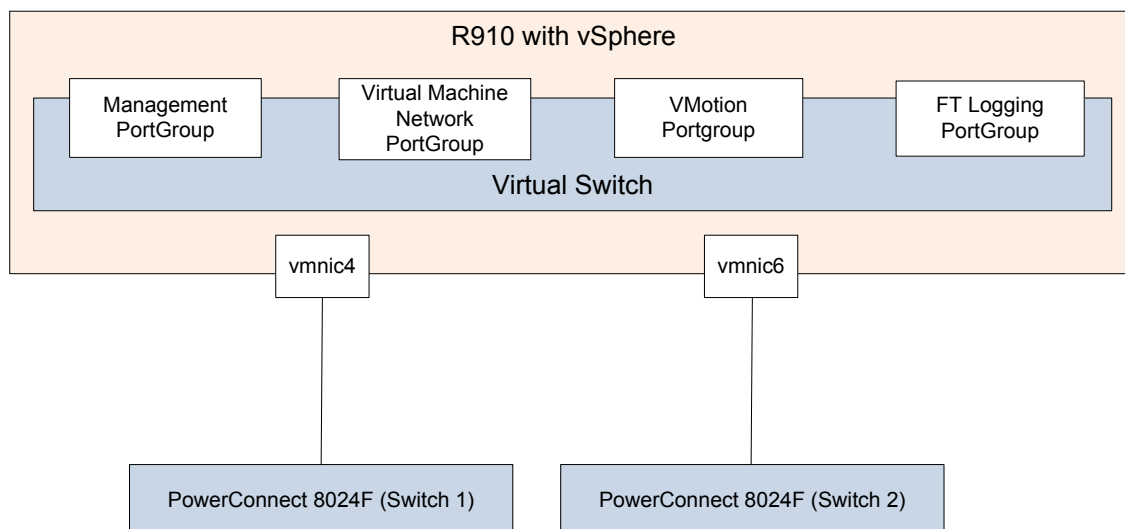 R910 with vSphere
Management
PortGroup
Virtual Machine
Network
PortGroup
VMotion
Portgroup
FT Logging
PortGroup
Virtual Switch
vmnic4
vmnic6
PowerConnect 8024F (Switch 1)
PowerConnect 8024F (Switch 2)